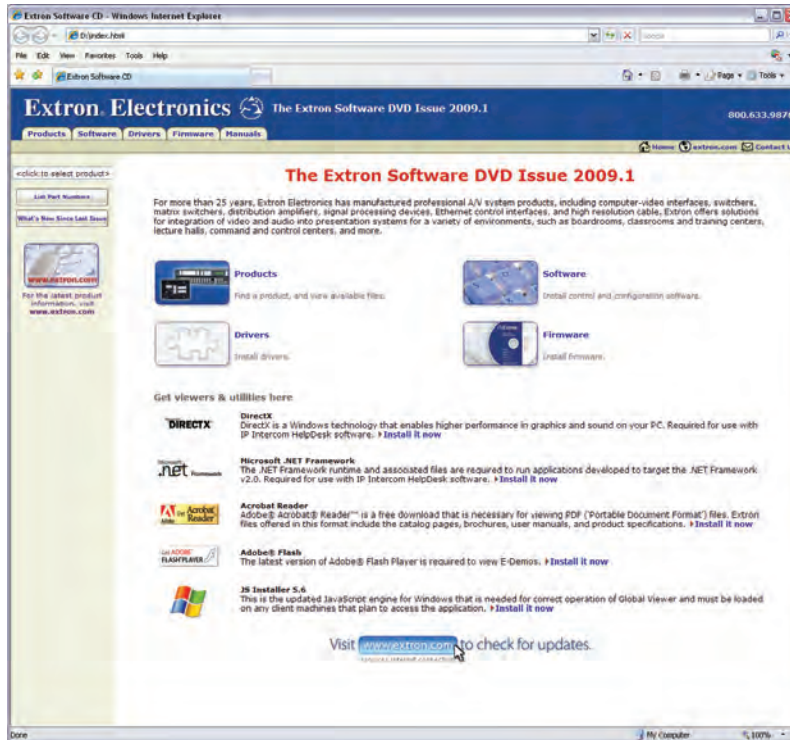 Extron Software CD - Windows Internet Explorer
D:\index.html
File Edit View Favorites Tools Help
Extron Software CD
Page Tools
Extron Electronics The Extron Software DVD Issue 2009.1
800.633.987
Products Software Drivers Firmware Manuals
Home extron.com Contact
<click to select product>
List Part Numbers
What's New Since Last Issue
www.extron.com
For the latest product
information, visit
www.extron.com
The Extron Software DVD Issue 2009.1
For more than 25 years, Extron Electronics has manufactured professional A/V system products, including computer-video interfaces, switchers,
matrix switchers, distribution amplifiers, signal processing devices, Ethernet control interfaces, and high resolution cable. Extron offers solutions
for integration of video and audio into presentation systems for a variety of environments, such as boardrooms, classrooms and training centers,
lecture halls, command and control centers, and more.
Products
Find a product, and view available files.
Software
Install control and configuration software.
Drivers
Install drivers.
Firmware
Install firmware.
Get viewers & utilities here
DIRECTX
DirectX
DirectX is a Windows technology that enables higher performance in graphics and sound on your PC. Required for use with
IP Intercom HelpDesk software. Install it now
.net Framework
Microsoft .NET Framework
The .NET Framework runtime and associated files are required to run applications developed to target the .NET Framework
v2.0. Required for use with IP Intercom HelpDesk software. Install it now
Adobe Get Acrobat Reader
Acrobat Reader
Adobe® Acrobat® Reader™ is a free download that is necessary for viewing PDF ('Portable Document Format') files. Extron
files offered in this format include the catalog pages, brochures, user manuals, and product specifications. Install it now
Get ADOBE FLASH PLAYER
Adobe® Flash
The latest version of Adobe® Flash Player is required to view E-Demos. Install it now
JS Installer 5.6
This is the updated JavaScript engine for Windows that is needed for correct operation of Global Viewer and must be loaded
on any client machines that plan to access the application. Install it now
Visit www.extron.com to check for updates.
Done My Computer 100%